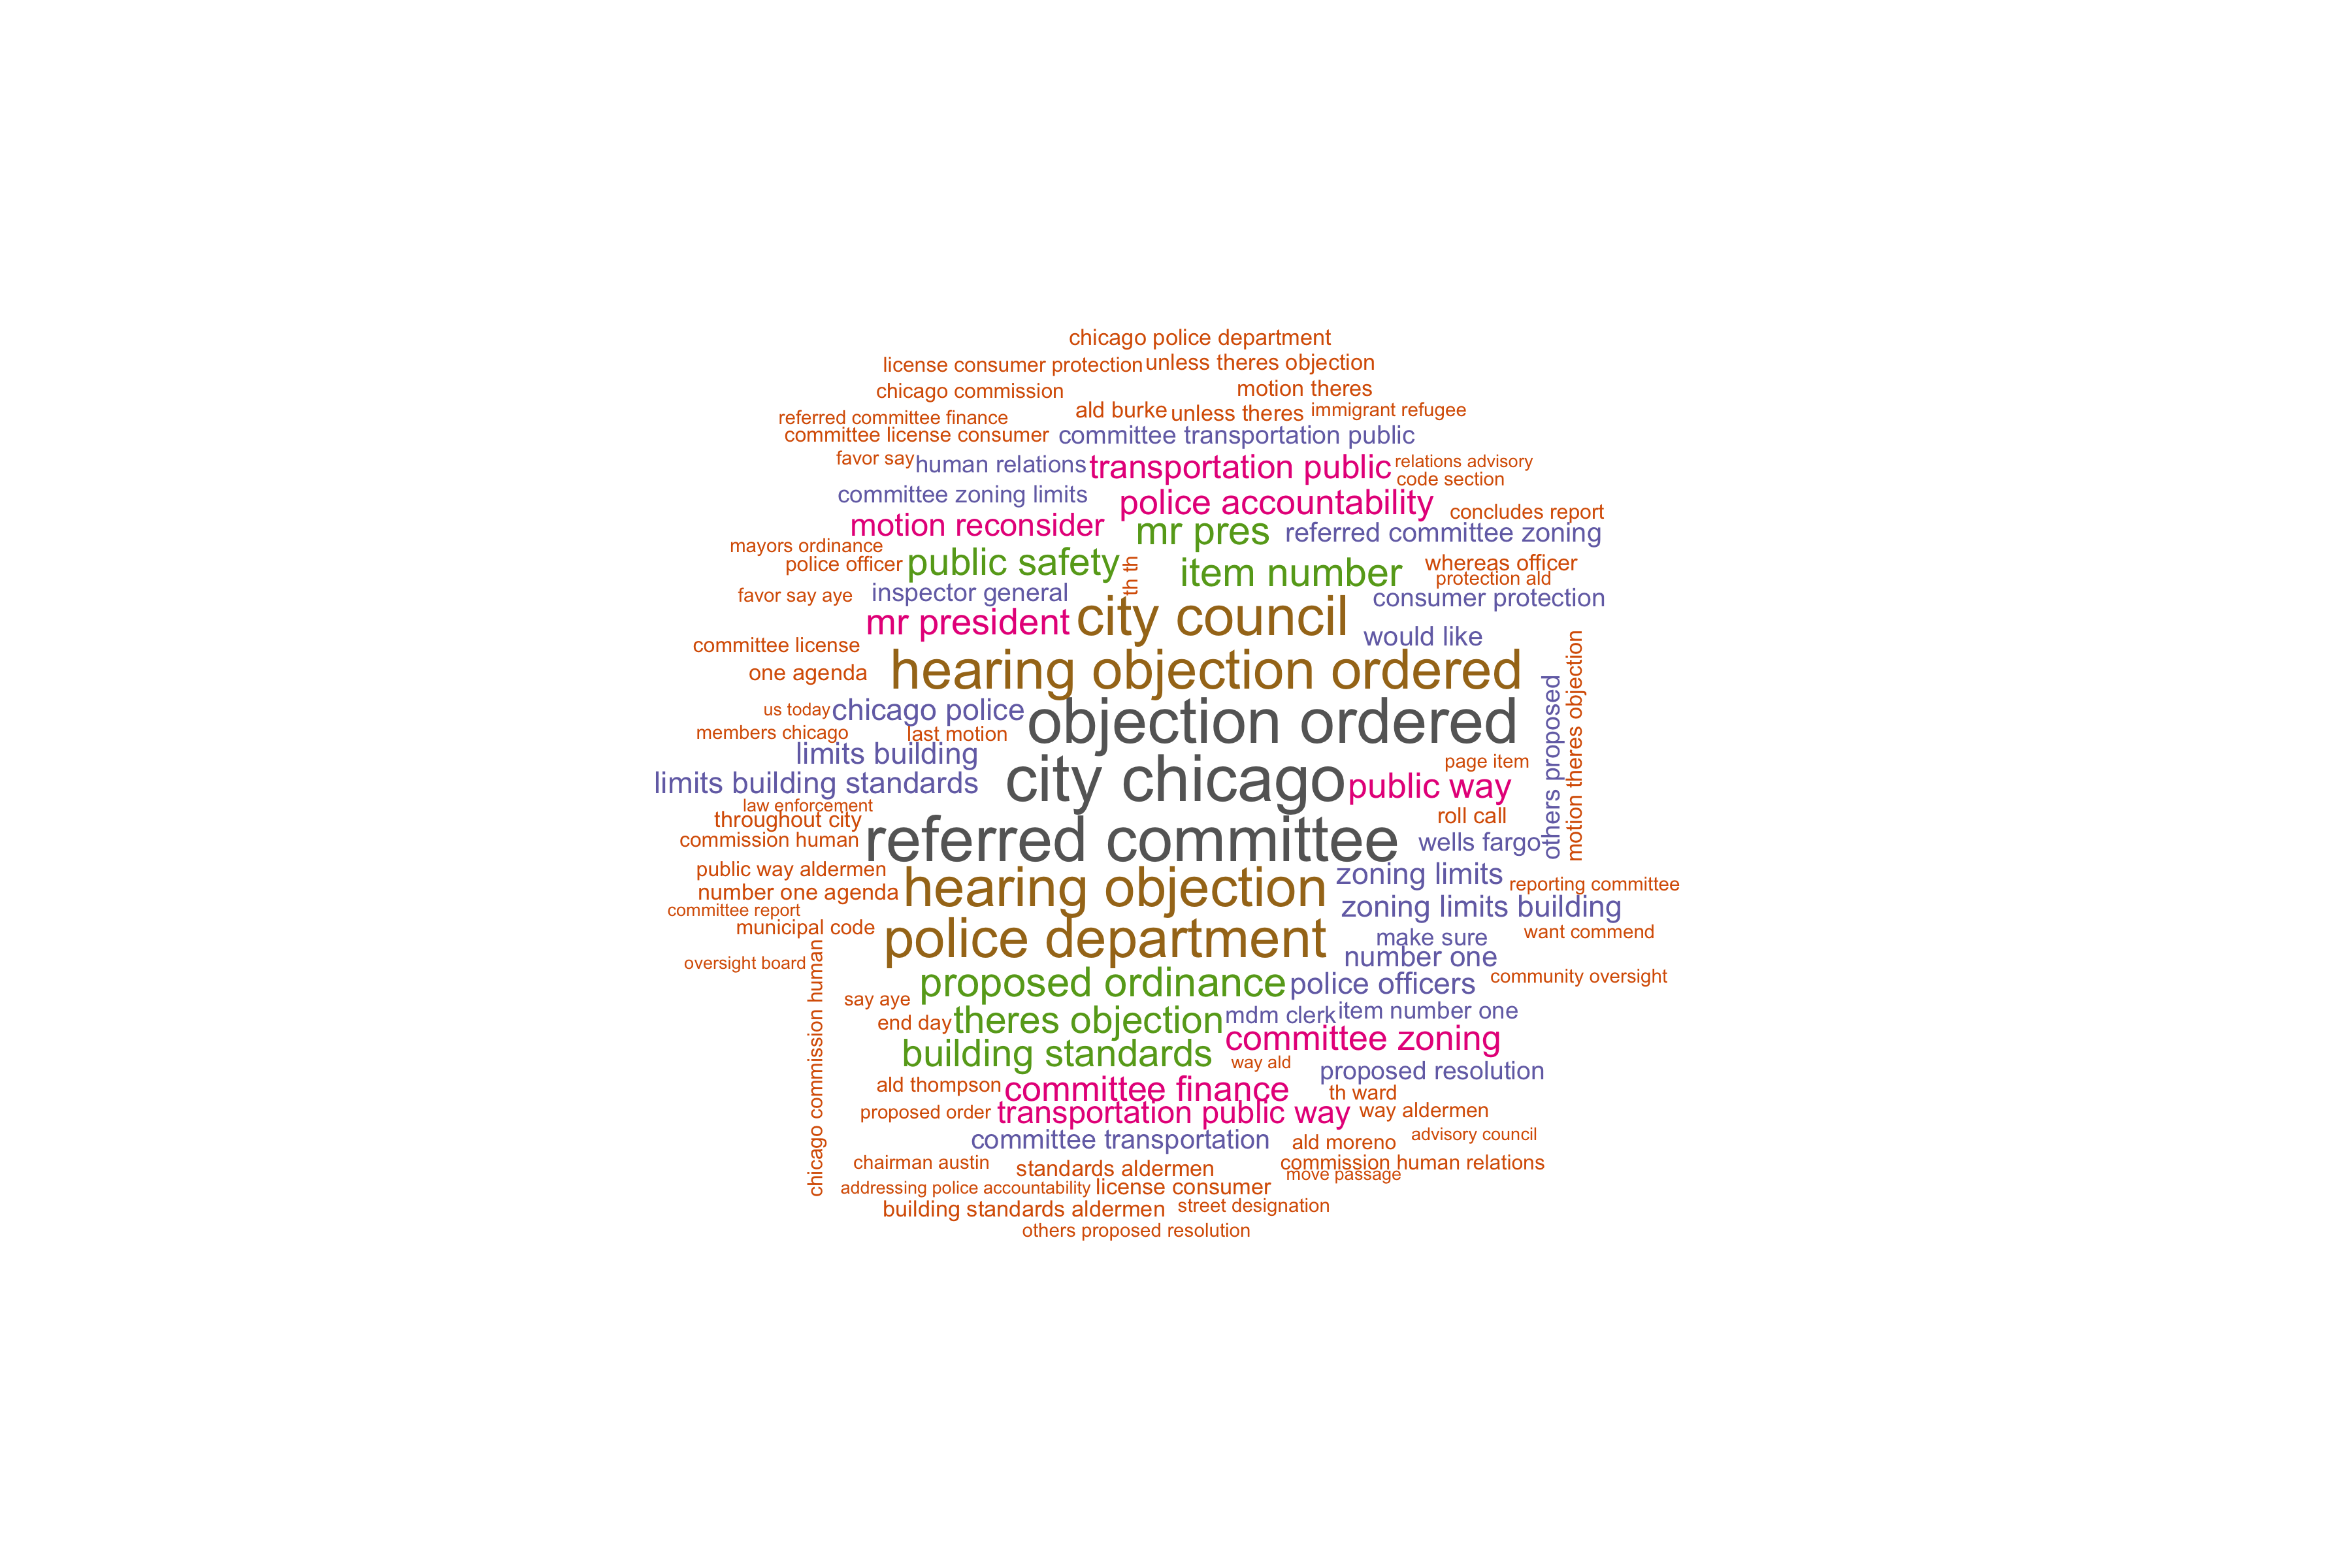 chicago police department
license consumer protection
unless theres objection
chicago commission
motion theres
referred committee finance
ald burke
unless theres
immigrant refugee
committee license consumer
committee transportation public
favor say
human relations
transportation public
relations advisory
code section
committee zoning limits
police accountability
motion reconsider
mr pres
concludes report
referred committee zoning
mayors ordinance
police officer
public safety
th th
item number
whereas officer
protection ald
favor say aye
inspector general
consumer protection
mr president
city council
would like
committee license
one agenda
hearing objection ordered
others proposed
motion theres objection
us today
chicago police
objection ordered
members chicago
last motion
limits building
page item
limits building standards
city chicago
public way
law enforcement
throughout city
roll call
commission human
referred committee
wells fargo
public way aldermen
zoning limits
number one agenda
hearing objection
reporting committee
committee report
zoning limits building
municipal code
police department
make sure
want commend
number one
oversight board
chicago commission human
proposed ordinance
police officers
community oversight
say aye
end day
theres objection
mdm clerk
item number one
building standards
committee zoning
way ald
ald thompson
committee finance
proposed resolution
th ward
proposed order
transportation public way
way aldermen
committee transportation
ald moreno
advisory council
chairman austin
standards aldermen
commission human relations
move passage
addressing police accountability
license consumer
building standards aldermen
street designation
others proposed resolution